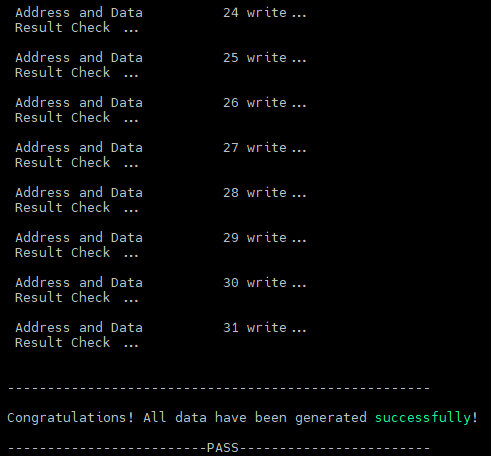 Address and Data          24 write...
Result Check ...
Address and Data          25 write...
Result Check ...
Address and Data          26 write...
Result Check ...
Address and Data          27 write...
Result Check ...
Address and Data          28 write...
Result Check ...
Address and Data          29 write...
Result Check ...
Address and Data          30 write...
Result Check ...
Address and Data          31 write...
Result Check ...
-----------------------------------------------------
Congratulations! All data have been generated successfully!
-------------------------PASS------------------------